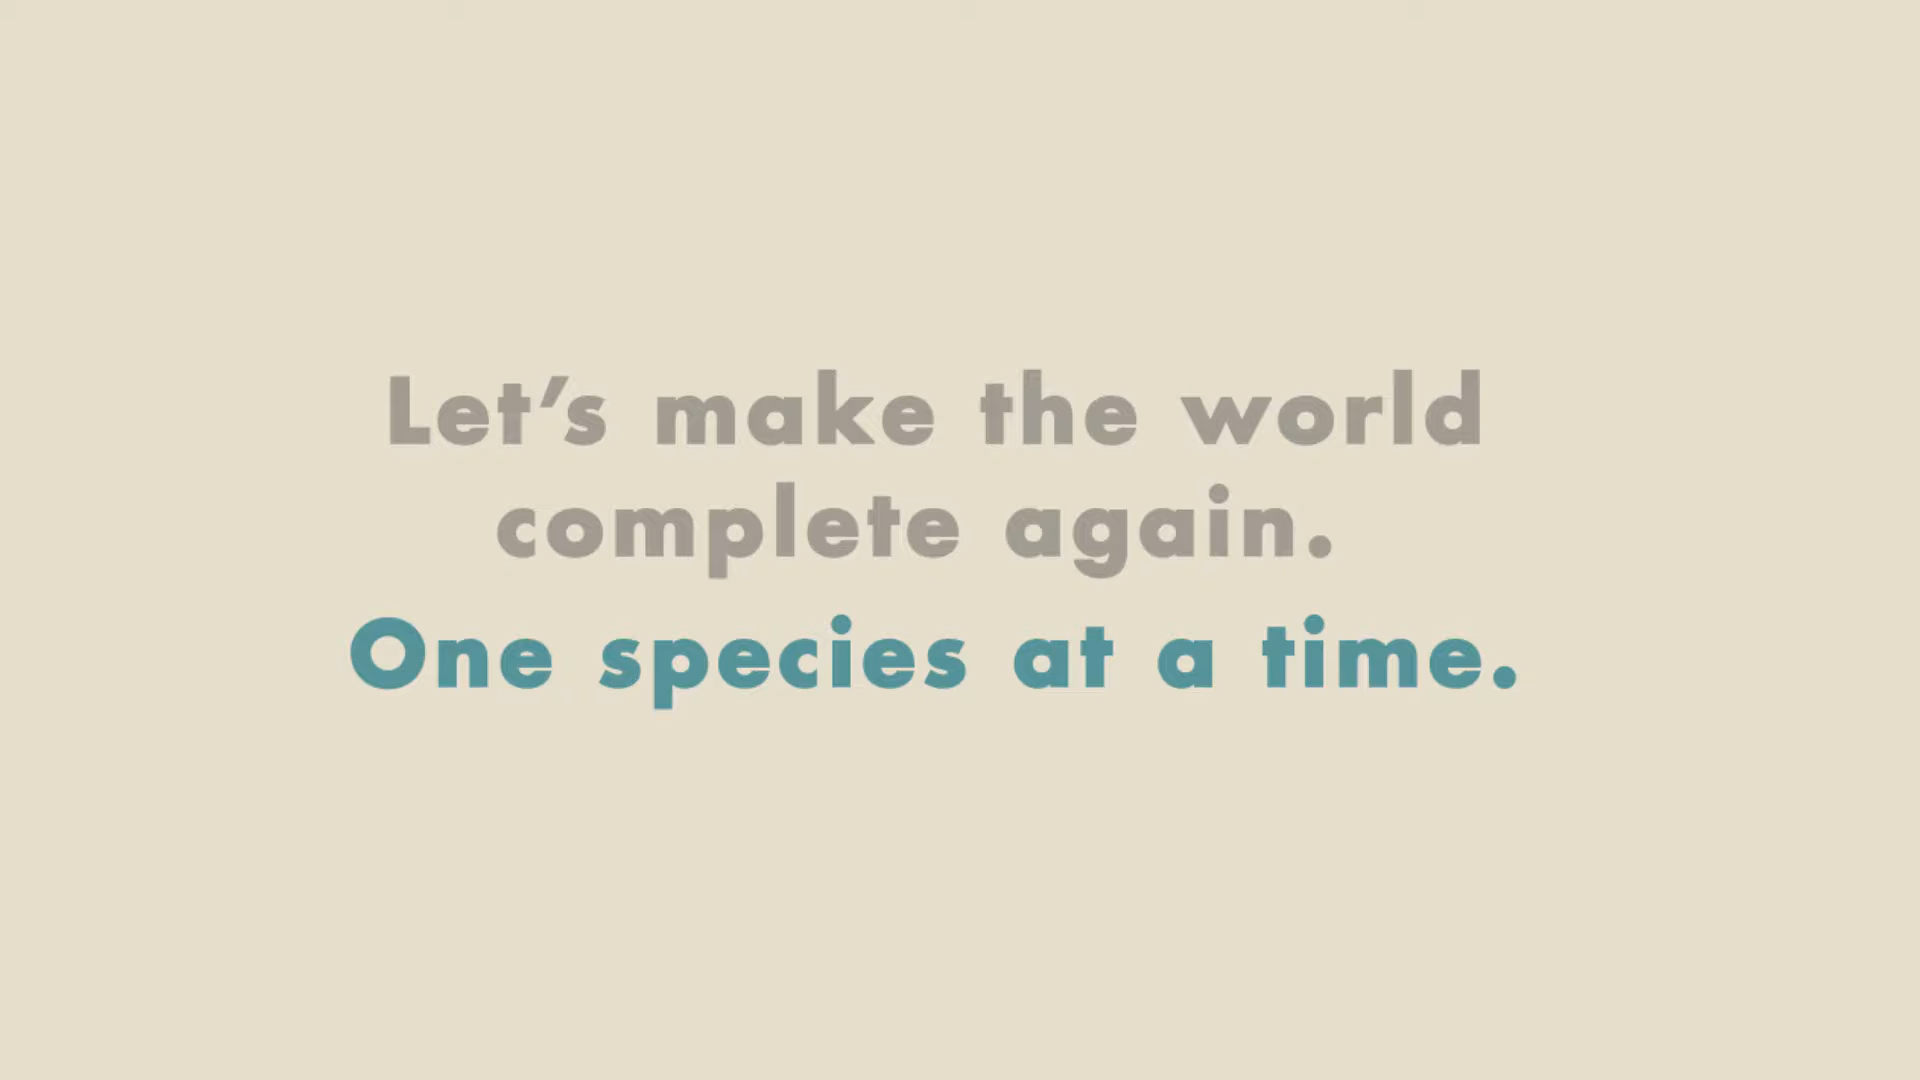 Let’s make the world
complete again.
One species at a time.